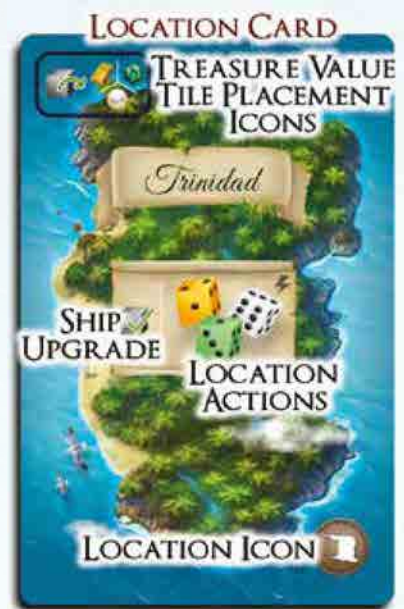 LOCATION CARD
TREASURE VALUE
TILE PLACEMENT
ICONS
Trinidad
SHIP
UPGRADE
LOCATION
ACTIONS
LOCATION ICON